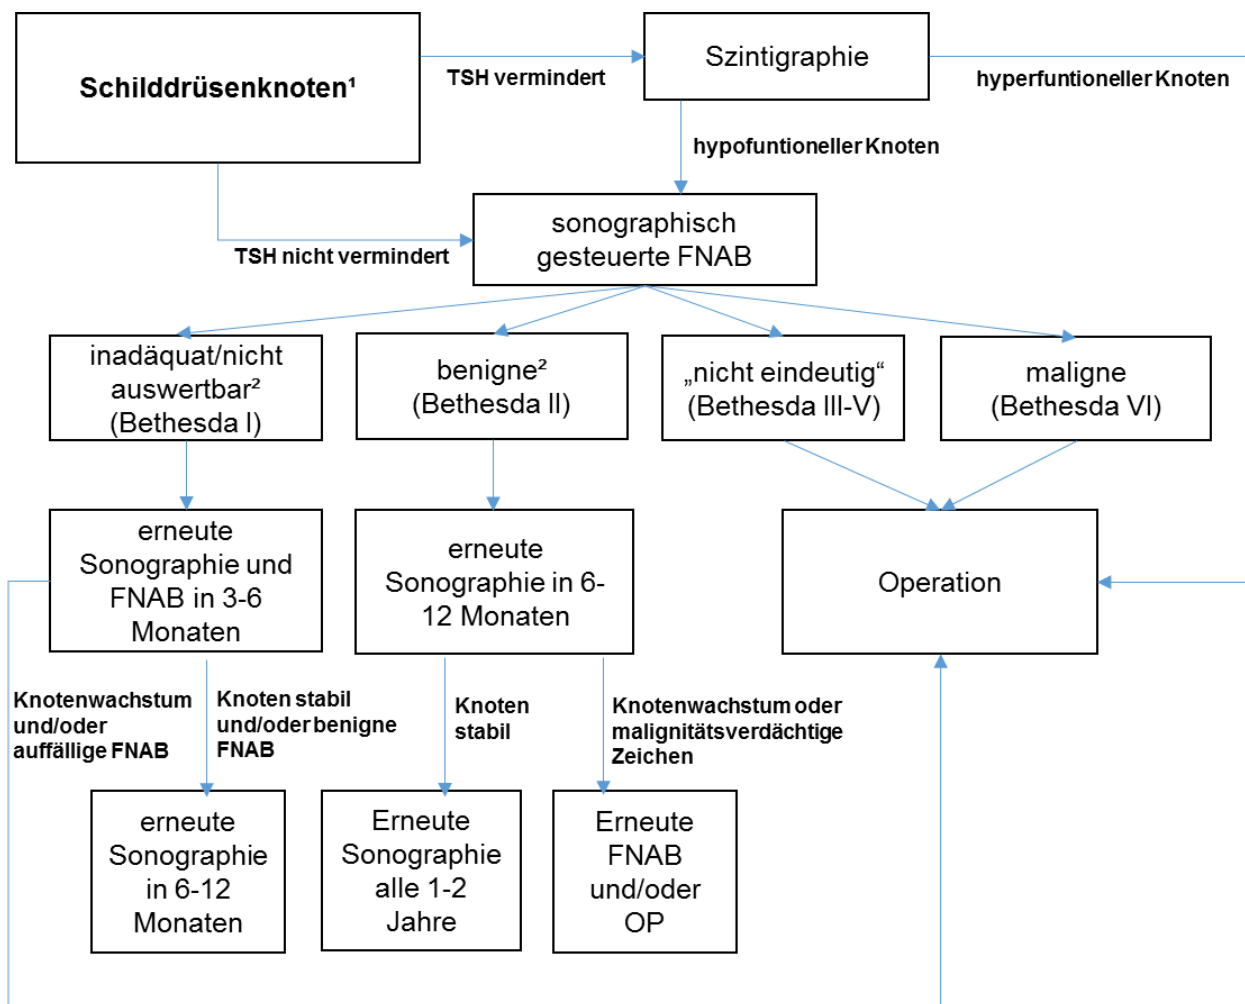 Schilddrüsenknoten¹
TSH vermindert
Szintigraphie
hyperfuntioneller Knoten
hypofuntioneller Knoten
TSH nicht vermindert
sonographisch
gesteuerte FNAB
inadäquat/nicht
auswertbar²
(Bethesda I)
benigne²
(Bethesda II)
„nicht eindeutig“
(Bethesda III-V)
maligne
(Bethesda VI)
erneute
Sonographie und
FNAB in 3-6
Monaten
erneute
Sonographie in 6-
12 Monaten
Operation
Knotenwachstum
und/oder
auffällige FNAB
Knoten stabil
und/oder benigne
FNAB
Knoten
stabil
Knotenwachstum oder
malignitätsverdächtige
Zeichen
erneute
Sonographie
in 6-12
Monaten
Erneute
Sonographie
alle 1-2
Jahre
Erneute
FNAB
und/oder
OP